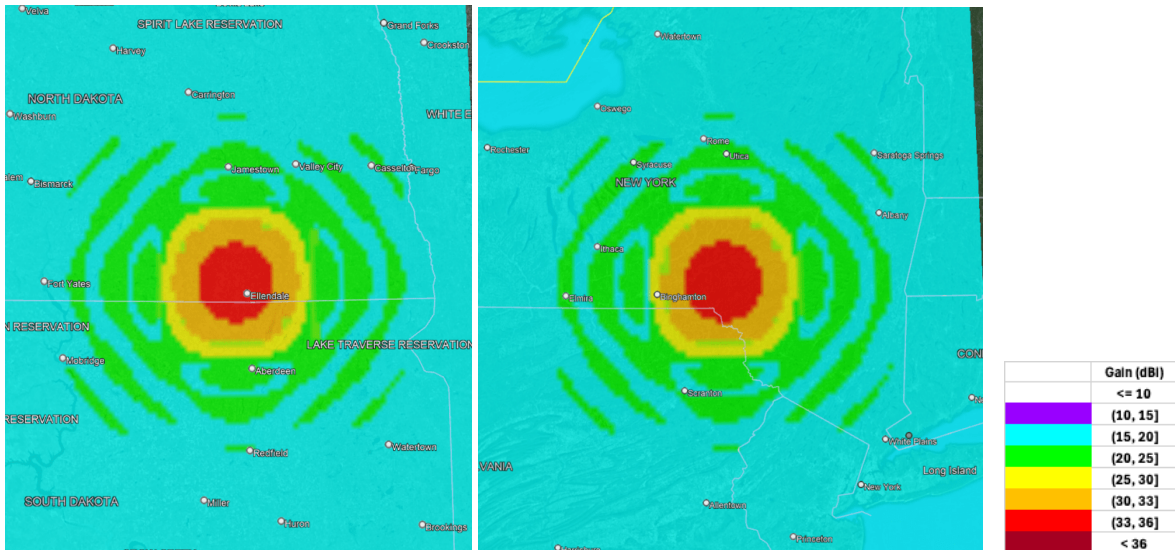 Velva
SPIRIT LAKE RESERVATION
Grand Forks
Harvey
Crookston
NORTH DAKOTA
Carrington
Washburn
WHITE E
Jamestown
Valley City
Casselton
Fargo
Bismarck
Fort Yates
Ellendale
N RESERVATION
LAKE TRAVERSE RESERVATION
Mobridge
Aberdeen
RESERVATION
Redfield
Watertown
SOUTH DAKOTA
Miller
Huron
Brookings
Watertown
Oswego
Rochester
Rome
Utica
Syracuse
Saratoga Springs
NEW YORK
Albany
Ithaca
Elmira
Binghamton
CON
Scranton
White Plains
VANIA
Long Island
New York
Allentown
Princeton
Gain (dBi)
<= 10
(10, 15]
(15, 20]
(20, 25]
(25, 30]
(30, 33]
(33, 36]
< 36